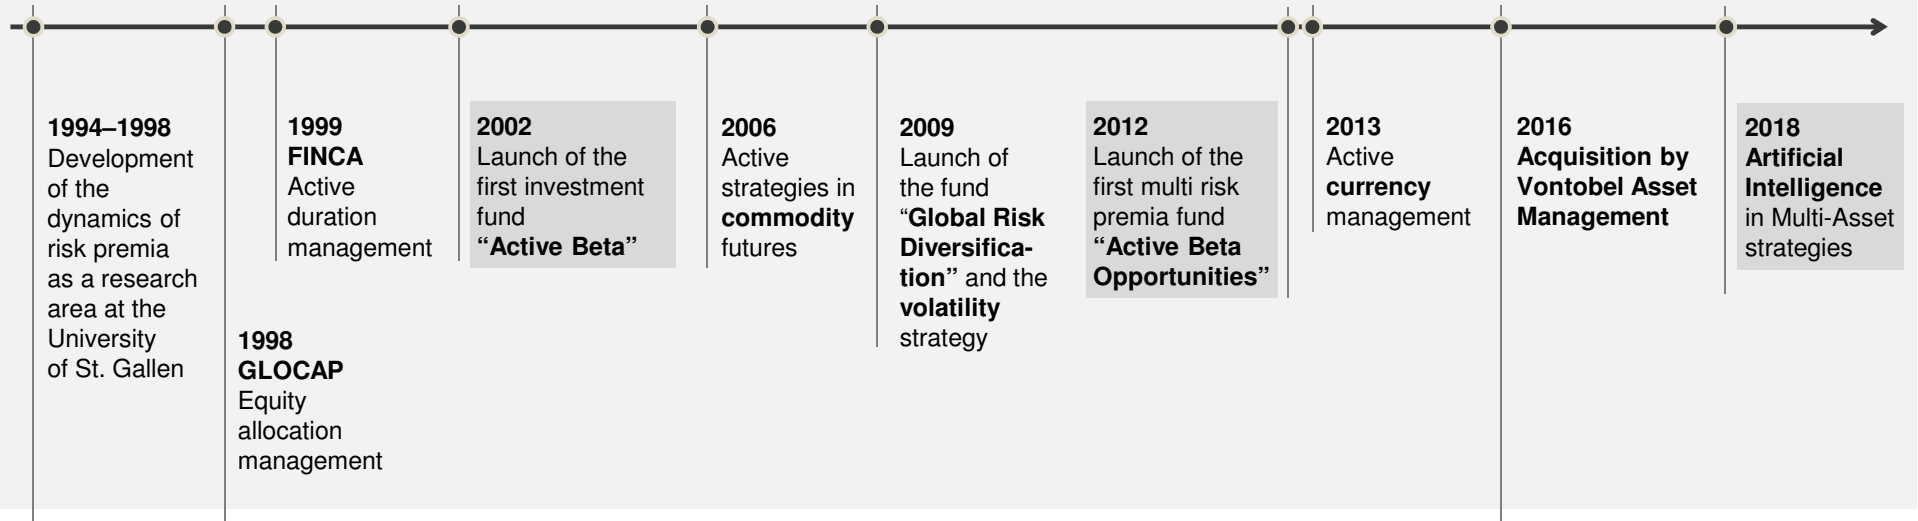 1994–1998
Development
of the
dynamics of
risk premia
as a research
area at the
University
of St. Gallen
1998
GLOCAP
Equity
allocation
management
1999
FINCA
Active
duration
management
2002
Launch of the
first investment
fund
“Active Beta”
2006
Active
strategies in
commodity
futures
2009
Launch of
the fund
“Global Risk
Diversifica-
tion” and the
volatility
strategy
2012
Launch of the
first multi risk
premia fund
“Active Beta
Opportunities”
2013
Active
currency
management
2016
Acquisition by
Vontobel Asset
Management
2018
Artificial
Intelligence
in Multi-Asset
strategies